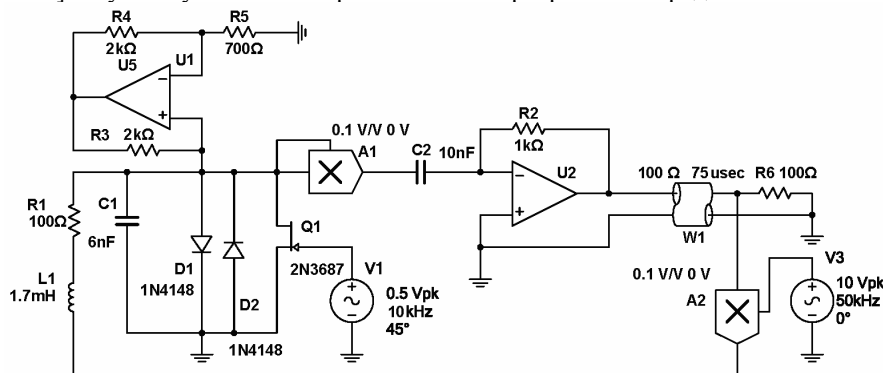 R4
2kΩ
R5
700Ω
U5
U1
R3 2kΩ
0.1 V/V 0 V
A1
C2 10nF
R2
1kΩ
U2
100 Ω 75usec
R6 100Ω
W1
R1
100Ω
C1
6nF
D1
1N4148
D2
1N4148
Q1
2N3687
V1
0.5 Vpk
10kHz
45°
L1
1.7mH
0.1 V/V 0 V
A2
V3
10 Vpk
50kHz
0°